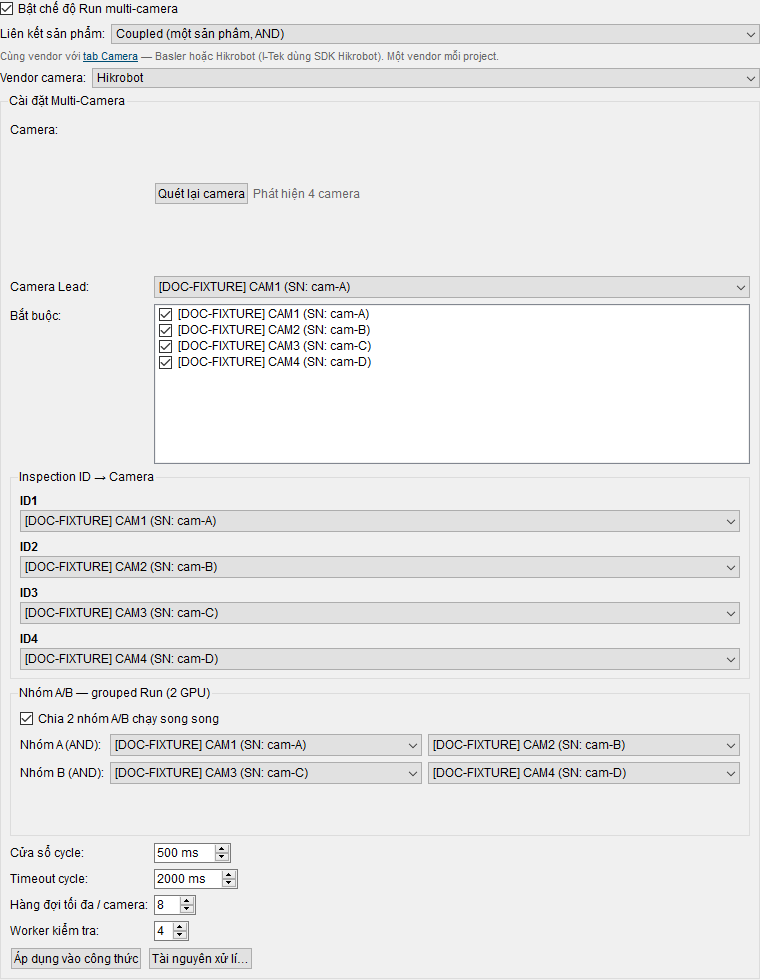 Bật chế độ Run multi-camera
Liên kết sản phẩm: Coupled (một sản phẩm, AND)
Cùng vendor với tab Camera — Basler hoặc Hikrobot (I-Tek dùng SDK Hikrobot). Một vendor mỗi project.
Vendor camera: Hikrobot
Cài đặt Multi-Camera
Camera:
Quét lại camera Phát hiện 4 camera
Camera Lead: [DOC-FIXTURE] CAM1 (SN: cam-A)
Bắt buộc: [DOC-FIXTURE] CAM1 (SN: cam-A)
[DOC-FIXTURE] CAM2 (SN: cam-B)
[DOC-FIXTURE] CAM3 (SN: cam-C)
[DOC-FIXTURE] CAM4 (SN: cam-D)
Inspection ID → Camera
ID1
[DOC-FIXTURE] CAM1 (SN: cam-A)
ID2
[DOC-FIXTURE] CAM2 (SN: cam-B)
ID3
[DOC-FIXTURE] CAM3 (SN: cam-C)
ID4
[DOC-FIXTURE] CAM4 (SN: cam-D)
Nhóm A/B — grouped Run (2 GPU)
Chia 2 nhóm A/B chạy song song
Nhóm A (AND): [DOC-FIXTURE] CAM1 (SN: cam-A) [DOC-FIXTURE] CAM2 (SN: cam-B)
Nhóm B (AND): [DOC-FIXTURE] CAM3 (SN: cam-C) [DOC-FIXTURE] CAM4 (SN: cam-D)
Cửa sổ cycle: 500 ms
Timeout cycle: 2000 ms
Hàng đợi tối đa / camera: 8
Worker kiểm tra: 4
Áp dụng vào công thức Tài nguyên xử lí...